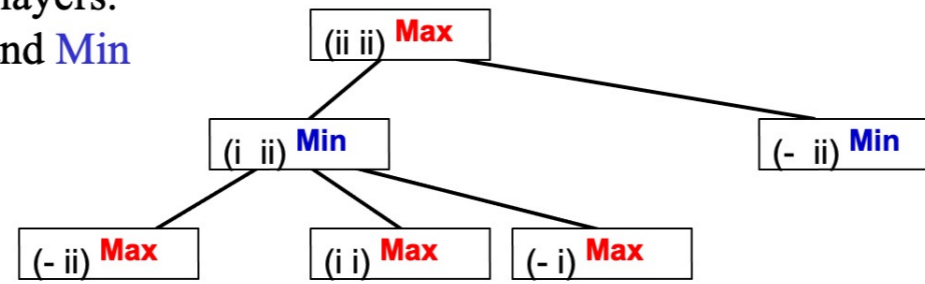 layers.
nd Min
(ii ii) Max
(i ii) Min
(- ii) Min
(- ii) Max
(i i) Max
(- i) Max